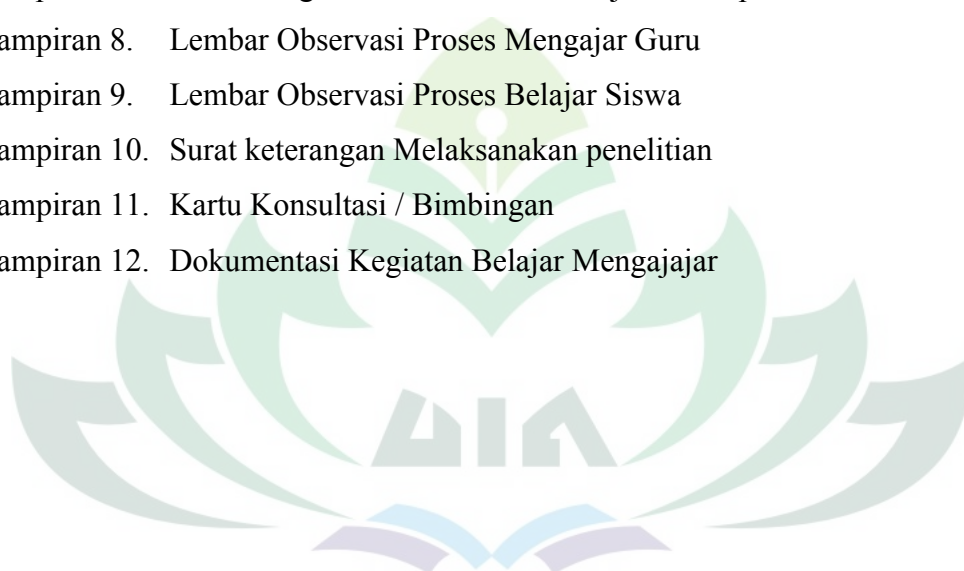 ampiran 8. Lembar Observasi Proses Mengajar Guru
ampiran 9. Lembar Observasi Proses Belajar Siswa
ampiran 10. Surat keterangan Melaksanakan penelitian
ampiran 11. Kartu Konsultasi / Bimbingan
ampiran 12. Dokumentasi Kegiatan Belajar Mengajajar
UIN